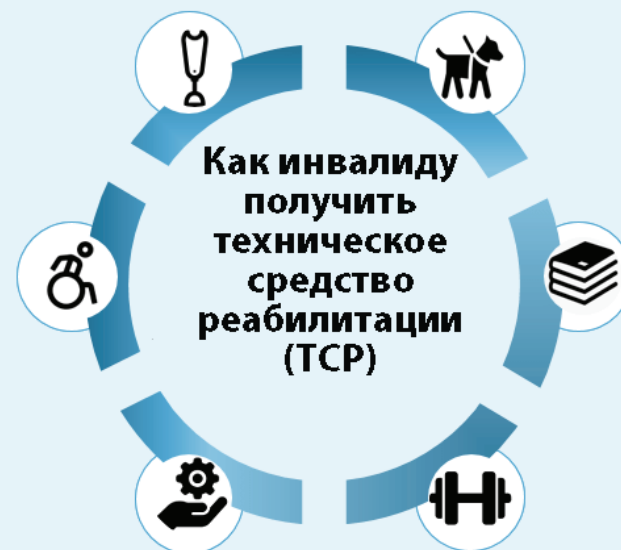 Как инвалиду
получить
техническое
средство
реабилитации
(ТСР)